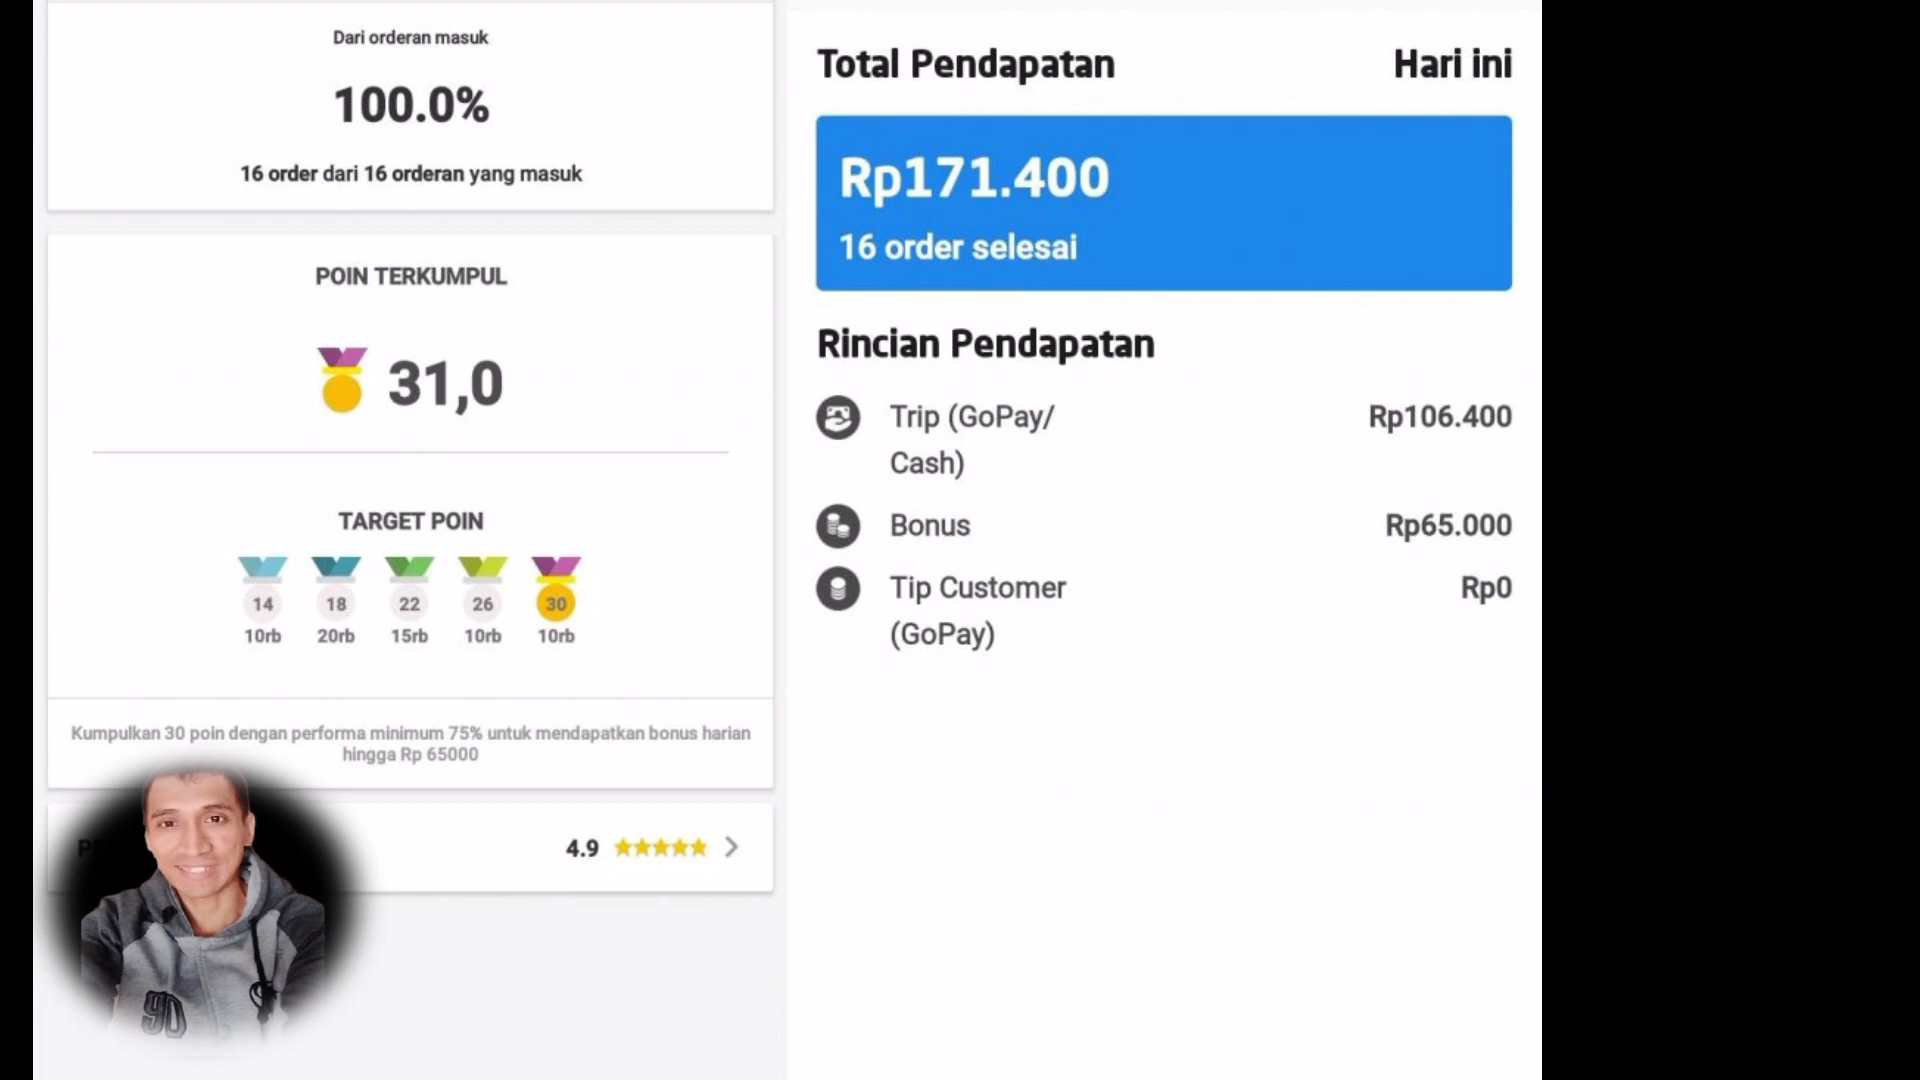 Dari orderan masuk
100.0%
16 order dari 16 orderan yang masuk
POIN TERKUMPUL
31,0
TARGET POIN
14 18 22 26 30
10rb 20rb 15rb 10rb 10rb
Kumpulkan 30 poin dengan performa minimum 75% untuk mendapatkan bonus harian
hingga Rp 65000
4.9
90
Total Pendapatan Hari ini
Rp171.400
16 order selesai
Rincian Pendapatan
Trip (GoPay/ Rp106.400
Cash)
Bonus Rp65.000
Tip Customer Rp0
(GoPay)